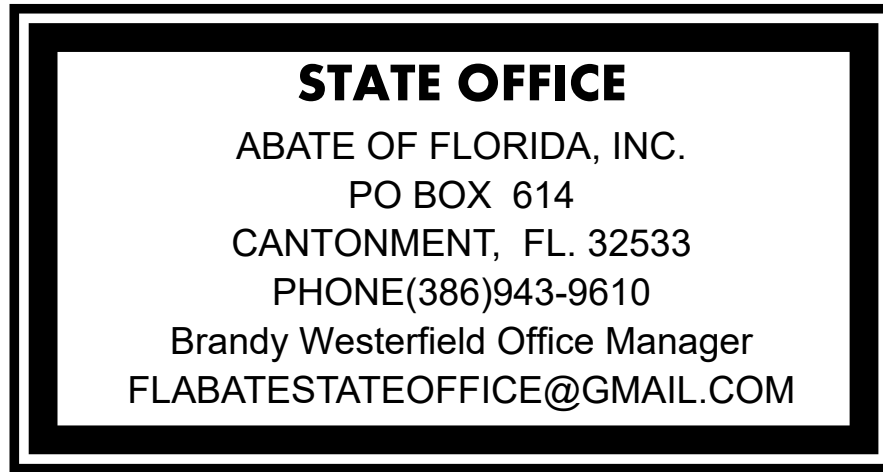 STATE OFFICE
ABATE OF FLORIDA, INC.
PO BOX  614
CANTONMENT,  FL. 32533
PHONE(386)943-9610
Brandy Westerfield Office Manager
FLABATESTATEOFFICE@GMAIL.COM